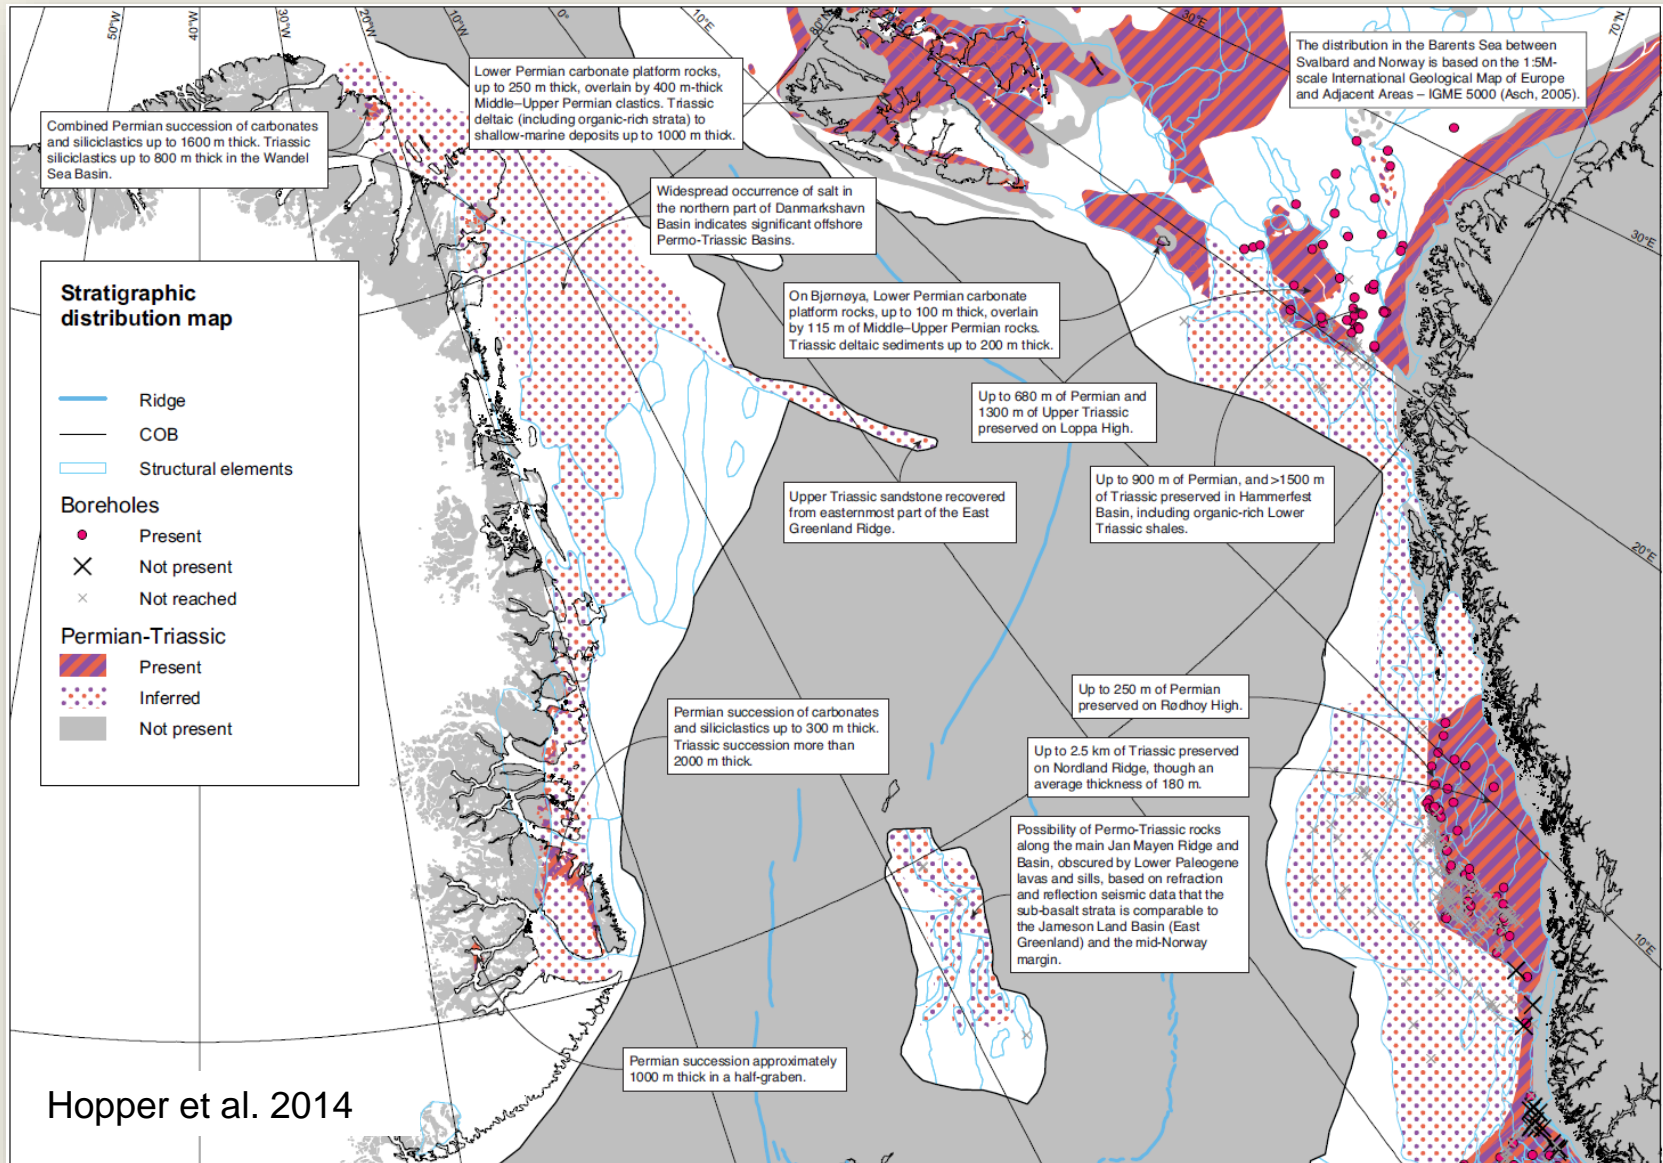 50°W
40°W
30°W
20°W
10°W
0°
10°E
80°N
30°E
70°N
The distribution in the Barents Sea between
Svalbard and Norway is based on the 1:5M-
scale International Geological Map of Europe
and Adjacent Areas – IGME 5000 (Asch, 2005).
Lower Permian carbonate platform rocks,
up to 250 m thick, overlain by 400 m-thick
Middle–Upper Permian clastics. Triassic
deltaic (including organic-rich strata) to
shallow-marine deposits up to 1000 m thick.
Combined Permian succession of carbonates
and siliciclastics up to 1600 m thick. Triassic
siliciclastics up to 800 m thick in the Wandel
Sea Basin.
Widespread occurrence of salt in
the northern part of Danmarkshavn
Basin indicates significant offshore
Permo-Triassic Basins.
30°E
Stratigraphic
distribution map
Ridge
COB
Structural elements
Boreholes
Present
Not present
Not reached
Permian-Triassic
Present
Inferred
Not present
On Bjørnøya, Lower Permian carbonate
platform rocks, up to 100 m thick, overlain
by 115 m of Middle–Upper Permian rocks.
Triassic deltaic sediments up to 200 m thick.
Up to 680 m of Permian and
1300 m of Upper Triassic
preserved on Loppa High.
Upper Triassic sandstone recovered
from easternmost part of the East
Greenland Ridge.
Up to 900 m of Permian, and >1500 m
of Triassic preserved in Hammerfest
Basin, including organic-rich Lower
Triassic shales.
20°E
Up to 250 m of Permian
preserved on Rødhoy High.
Permian succession of carbonates
and siliciclastics up to 300 m thick.
Triassic succession more than
2000 m thick.
Up to 2.5 km of Triassic preserved
on Nordland Ridge, though an
average thickness of 180 m.
Possibility of Permo-Triassic rocks
along the main Jan Mayen Ridge and
Basin, obscured by Lower Paleogene
lavas and sills, based on refraction
and reflection seismic data that the
sub-basalt strata is comparable to
the Jameson Land Basin (East
Greenland) and the mid-Norway
margin.
10°E
Permian succession approximately
1000 m thick in a half-graben.
Hopper et al. 2014